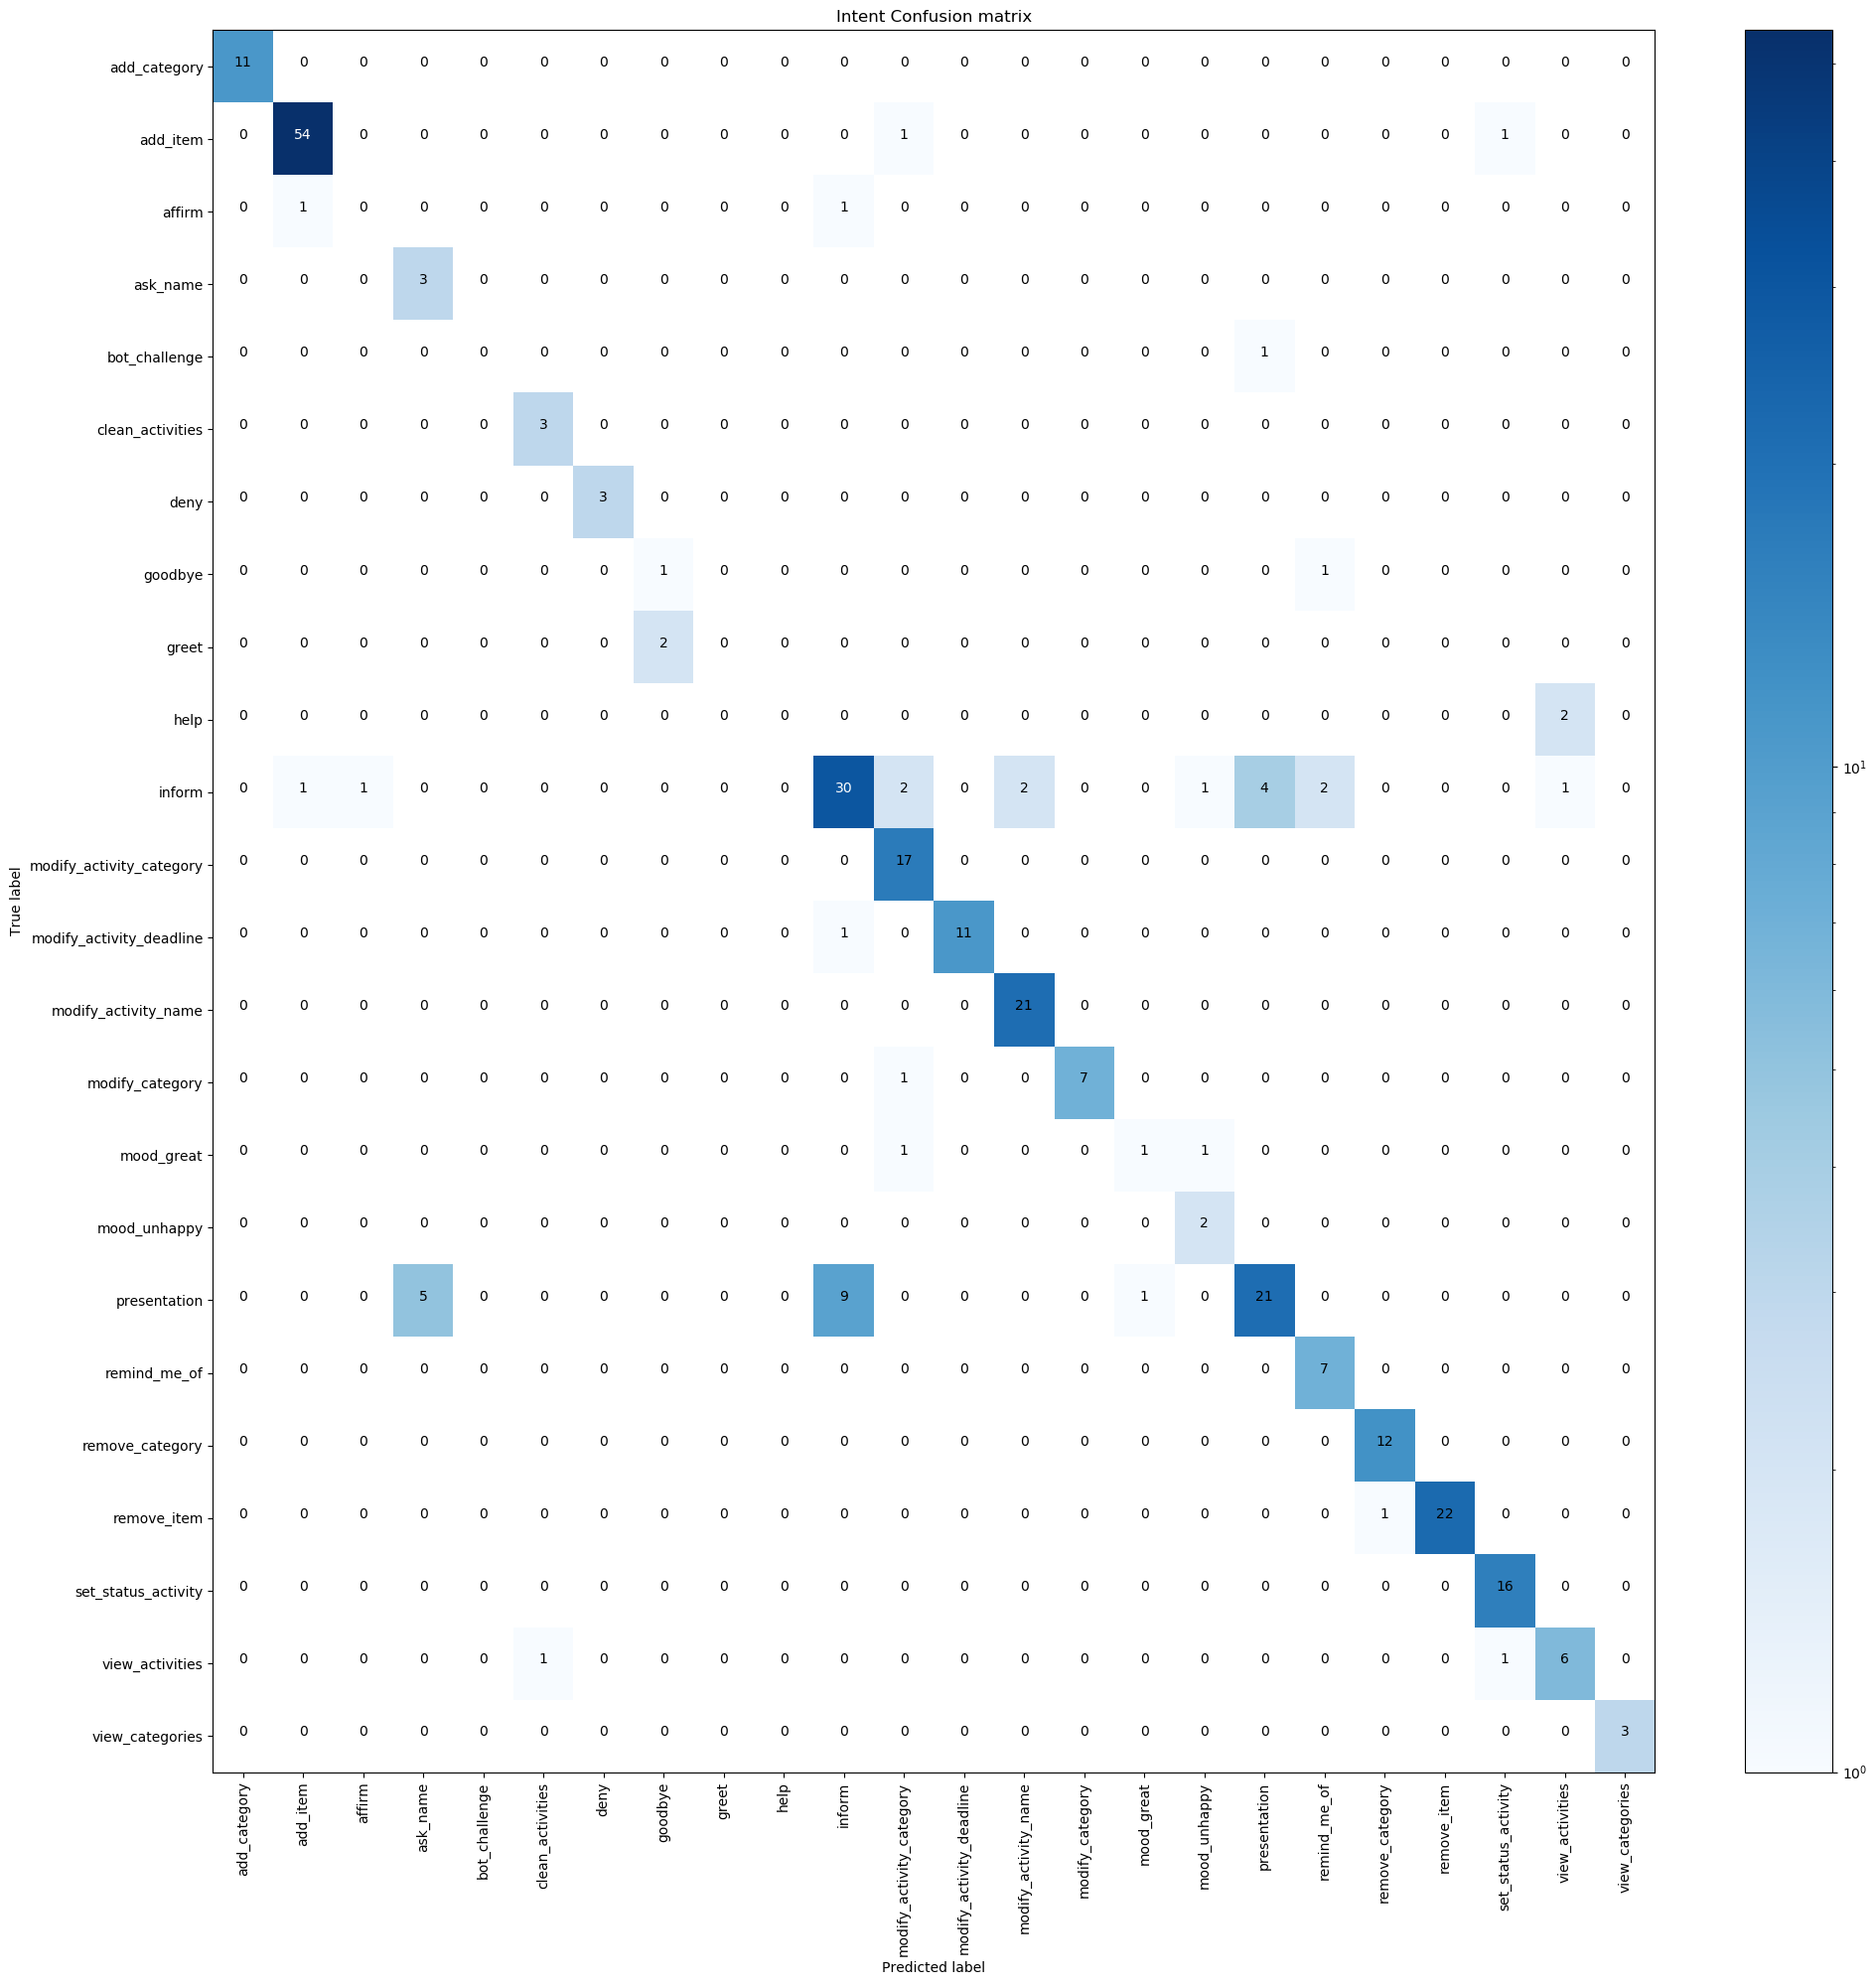 Intent Confusion matrix
add_category 11 0 0 0 0 0 0 0 0 0 0 0 0 0 0 0 0 0 0 0 0 0 0 0
add_item 0 54 0 0 0 0 0 0 0 0 0 1 0 0 0 0 0 0 0 0 0 1 0 0
affirm 0 1 0 0 0 0 0 0 0 0 1 0 0 0 0 0 0 0 0 0 0 0 0 0
ask_name 0 0 0 3 0 0 0 0 0 0 0 0 0 0 0 0 0 0 0 0 0 0 0 0
bot_challenge 0 0 0 0 0 0 0 0 0 0 0 0 0 0 0 0 0 1 0 0 0 0 0 0
clean_activities 0 0 0 0 0 3 0 0 0 0 0 0 0 0 0 0 0 0 0 0 0 0 0 0
deny 0 0 0 0 0 0 3 0 0 0 0 0 0 0 0 0 0 0 0 0 0 0 0 0
goodbye 0 0 0 0 0 0 0 1 0 0 0 0 0 0 0 0 0 0 1 0 0 0 0 0
greet 0 0 0 0 0 0 0 2 0 0 0 0 0 0 0 0 0 0 0 0 0 0 0 0
help 0 0 0 0 0 0 0 0 0 0 0 0 0 0 0 0 0 0 0 0 0 0 2 0
inform 0 1 1 0 0 0 0 0 0 0 30 2 0 2 0 0 1 4 2 0 0 0 1 0
modify_activity_category 0 0 0 0 0 0 0 0 0 0 0 17 0 0 0 0 0 0 0 0 0 0 0 0
modify_activity_deadline 0 0 0 0 0 0 0 0 0 0 1 0 11 0 0 0 0 0 0 0 0 0 0 0
modify_activity_name 0 0 0 0 0 0 0 0 0 0 0 0 0 21 0 0 0 0 0 0 0 0 0 0
modify_category 0 0 0 0 0 0 0 0 0 0 0 1 0 0 7 0 0 0 0 0 0 0 0 0
mood_great 0 0 0 0 0 0 0 0 0 0 0 1 0 0 0 1 1 0 0 0 0 0 0 0
mood_unhappy 0 0 0 0 0 0 0 0 0 0 0 0 0 0 0 0 2 0 0 0 0 0 0 0
presentation 0 0 0 5 0 0 0 0 0 0 9 0 0 0 0 1 0 21 0 0 0 0 0 0
remind_me_of 0 0 0 0 0 0 0 0 0 0 0 0 0 0 0 0 0 0 7 0 0 0 0 0
remove_category 0 0 0 0 0 0 0 0 0 0 0 0 0 0 0 0 0 0 0 12 0 0 0 0
remove_item 0 0 0 0 0 0 0 0 0 0 0 0 0 0 0 0 0 0 0 1 22 0 0 0
set_status_activity 0 0 0 0 0 0 0 0 0 0 0 0 0 0 0 0 0 0 0 0 0 16 0 0
view_activities 0 0 0 0 0 1 0 0 0 0 0 0 0 0 0 0 0 0 0 0 0 1 6 0
view_categories 0 0 0 0 0 0 0 0 0 0 0 0 0 0 0 0 0 0 0 0 0 0 0 3
True label
add_category
add_item
affirm
ask_name
bot_challenge
clean_activities
deny
goodbye
greet
help
inform
modify_activity_category
modify_activity_deadline
modify_activity_name
modify_category
mood_great
mood_unhappy
presentation
remind_me_of
remove_category
remove_item
set_status_activity
view_activities
view_categories
Predicted label
10¹
10⁰